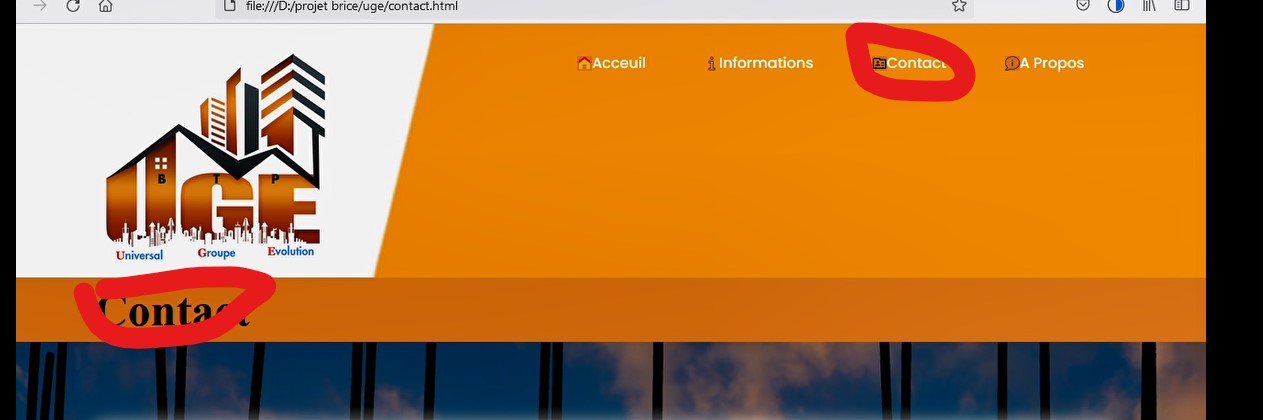 file:///D:/projet brice/uge/contact.html
Acceuil Informations Contact A Propos
B T P
UGE
Universal Groupe Evolution
Contact